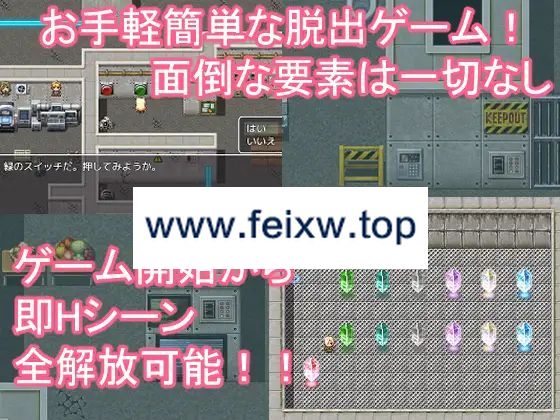 お手軽簡単な脱出ゲーム！
面倒な要素は一切なし
KEEPOUT
はい
いいえ
緑のスイッチだ。押してみようか。
www.feixw.top
ゲーム開始から
即Hシーン
全解放可能！！